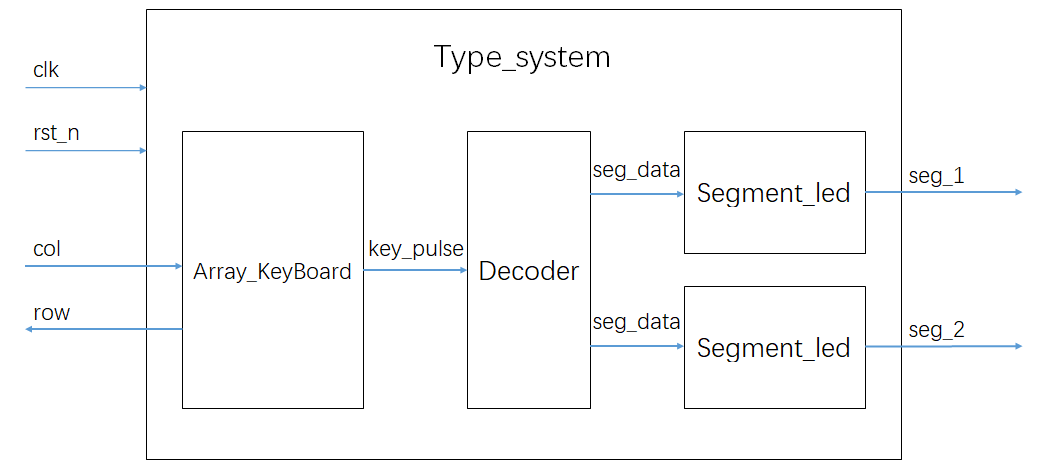 Type_system
clk
rst_n
col
row
Array_KeyBoard
key_pulse
Decoder
seg_data
Segment_led
seg_1
seg_data
Segment_led
seg_2